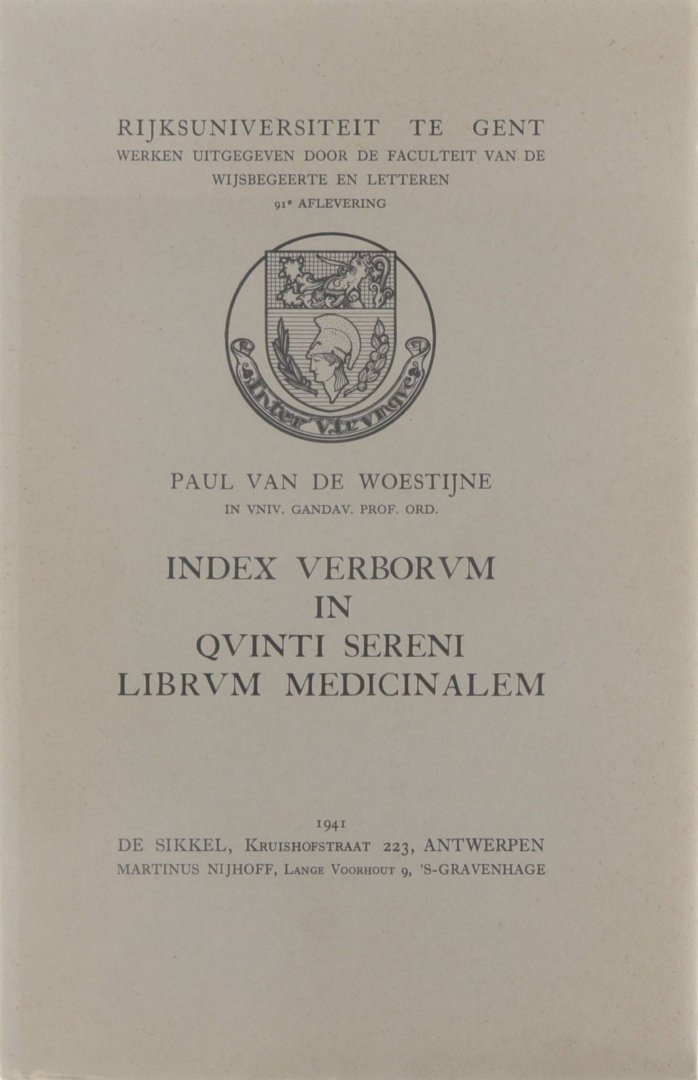 RIJKSUNIVERSITEIT TE GENT
WERKEN UITGEGEVEN DOOR DE FACULTEIT VAN DE
WIJSBEGEERTE EN LETTEREN
91e AFLEVERING
Inter Utrumque
PAUL VAN DE WOESTIJNE
IN VNIV. GANDAV. PROF. ORD.
INDEX VERBORVM
IN
QVINTI SERENI
LIBRVM MEDICINALEM
1941
DE SIKKEL, KRUISHOFSTRAAT 223, ANTWERPEN
MARTINUS NIJHOFF, LANGE VOORHOUT 9, 'S-GRAVENHAGE